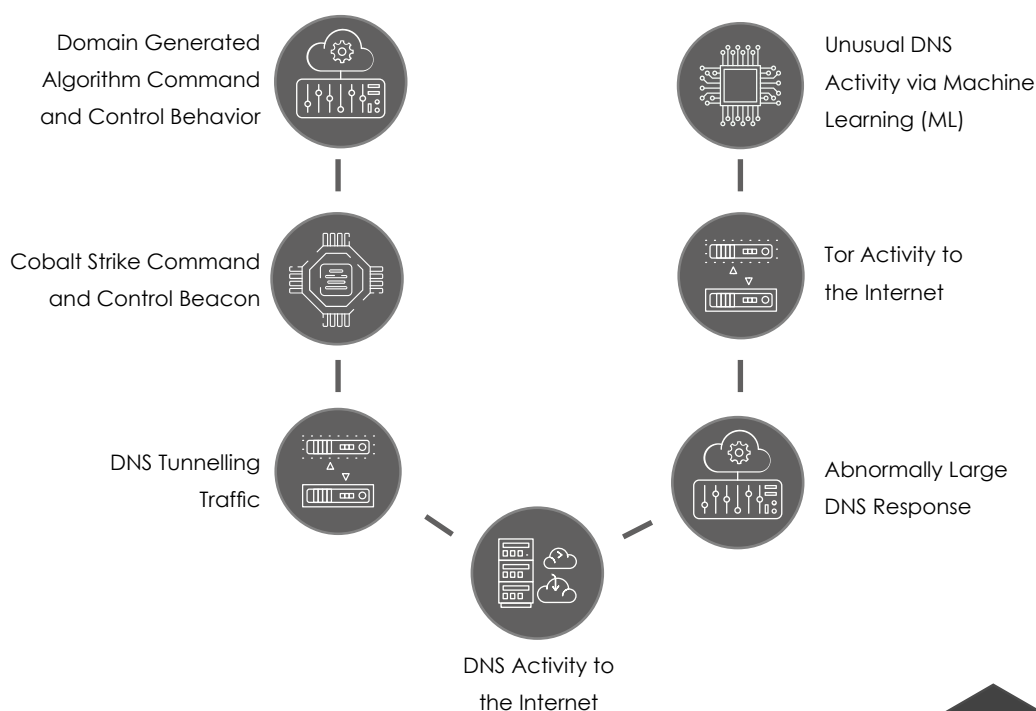 Domain Generated
Algorithm Command
and Control Behavior
Cobalt Strike Command
and Control Beacon
DNS Tunnelling
Traffic
DNS Activity to
the Internet
Abnormally Large
DNS Response
Tor Activity to
the Internet
Unusual DNS
Activity via Machine
Learning (ML)